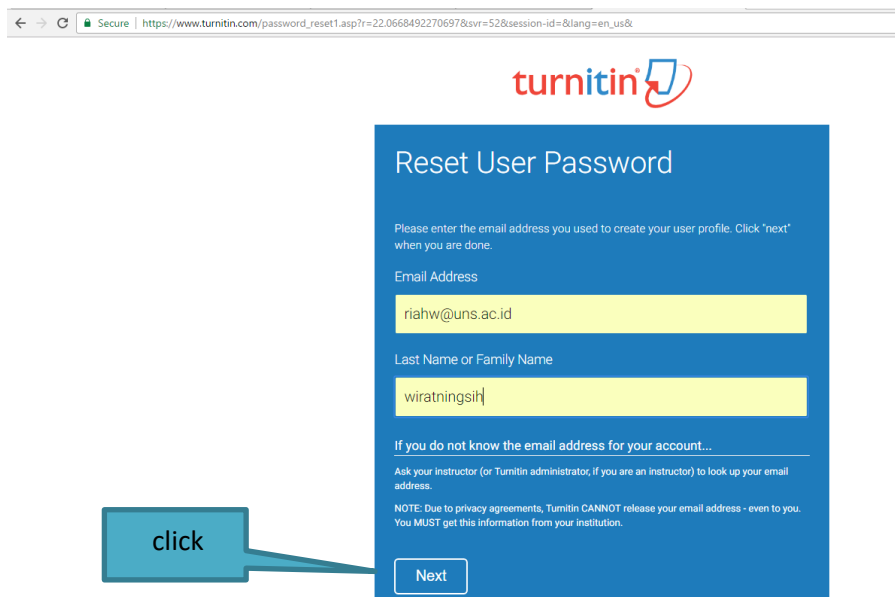 Secure | https://www.turnitin.com/password_reset1.asp?r=22.0668492270697&svr=52&session-id=&lang=en_us&
turnitin
Reset User Password
Please enter the email address you used to create your user profile. Click "next"
when you are done.
Email Address
riahw@uns.ac.id
Last Name or Family Name
wiratningsih
If you do not know the email address for your account...
Ask your instructor (or Turnitin administrator, if you are an instructor) to look up your email
address.
NOTE: Due to privacy agreements, Turnitin CANNOT release your email address - even to you.
You MUST get this information from your institution.
click
Next